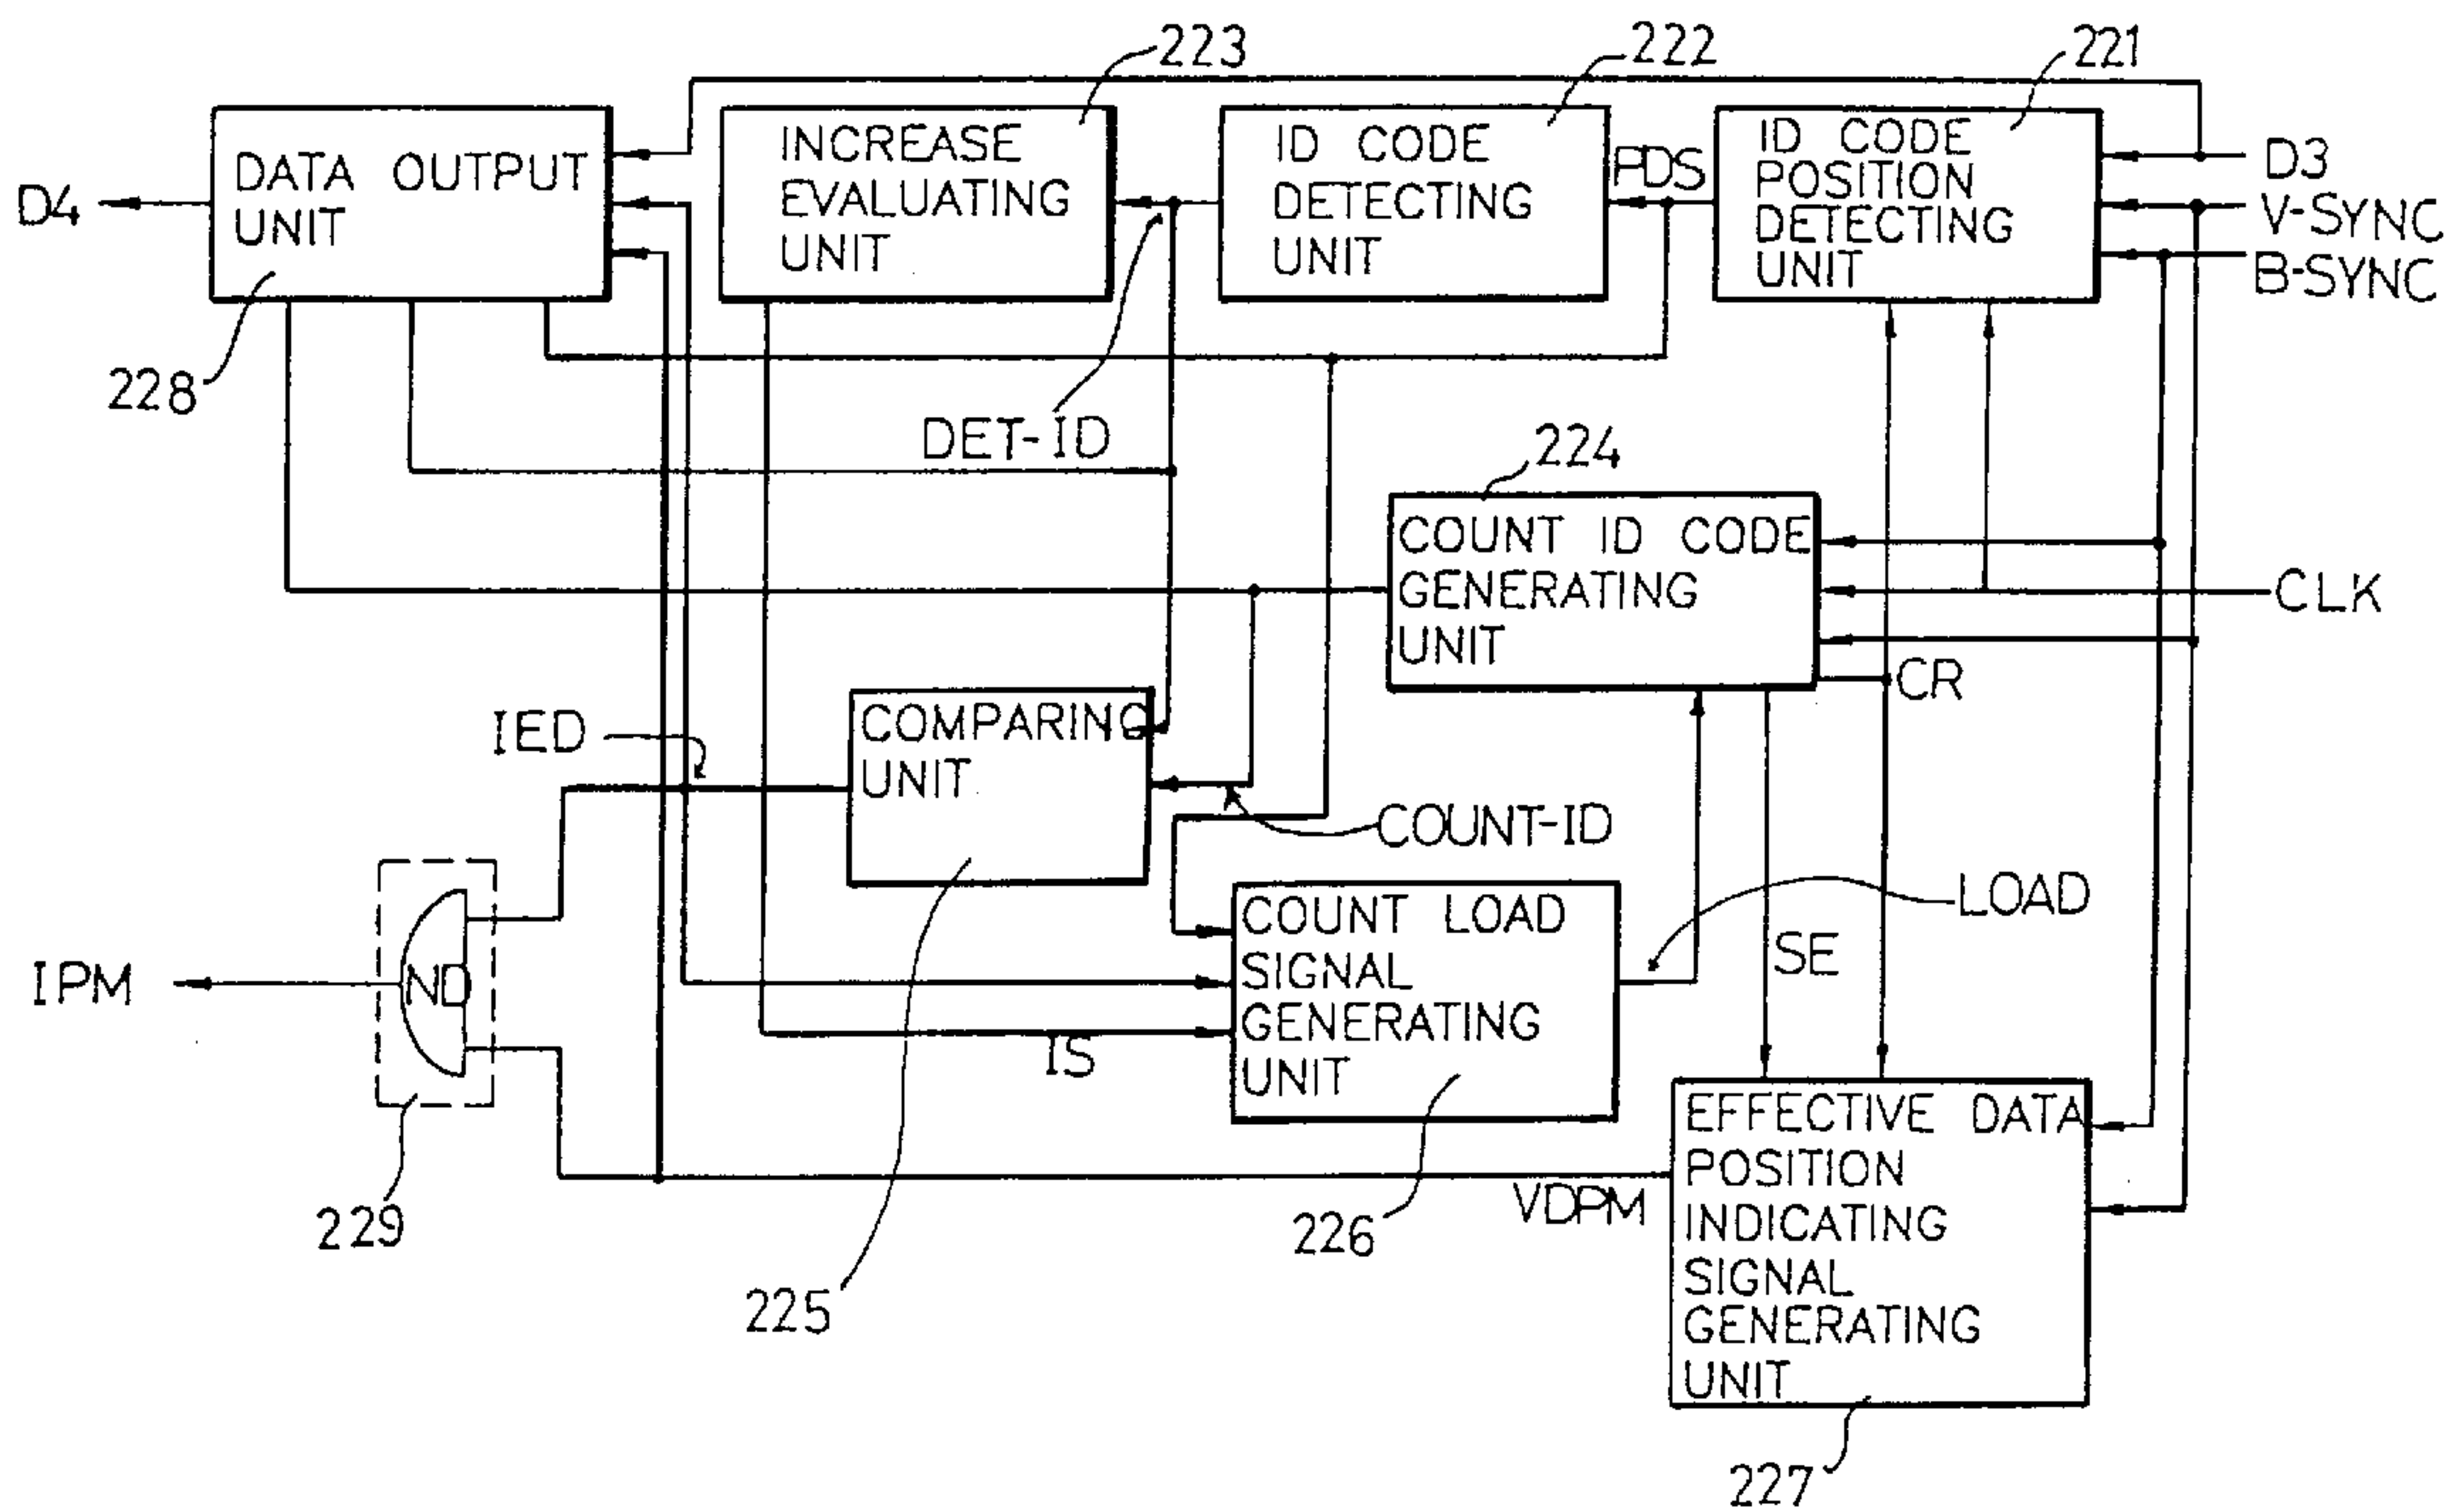 223
222
221
DATA OUTPUT
UNIT
INCREASE
EVALUATING
UNIT
ID CODE
DETECTING
UNIT
PDS
ID CODE
POSITION
DETECTING
UNIT
D3
V-SYNC
B-SYNC
D4
228
DET-ID
224
COUNT ID CODE
GENERATING
UNIT
CLK
CR
IED
COMPARING
UNIT
COUNT-ID
LOAD
COUNT LOAD
SIGNAL
GENERATING
UNIT
SE
IPM
ND
IS
229
225
226
VDPM
EFFECTIVE DATA
POSITION
INDICATING
SIGNAL
GENERATING
UNIT
227